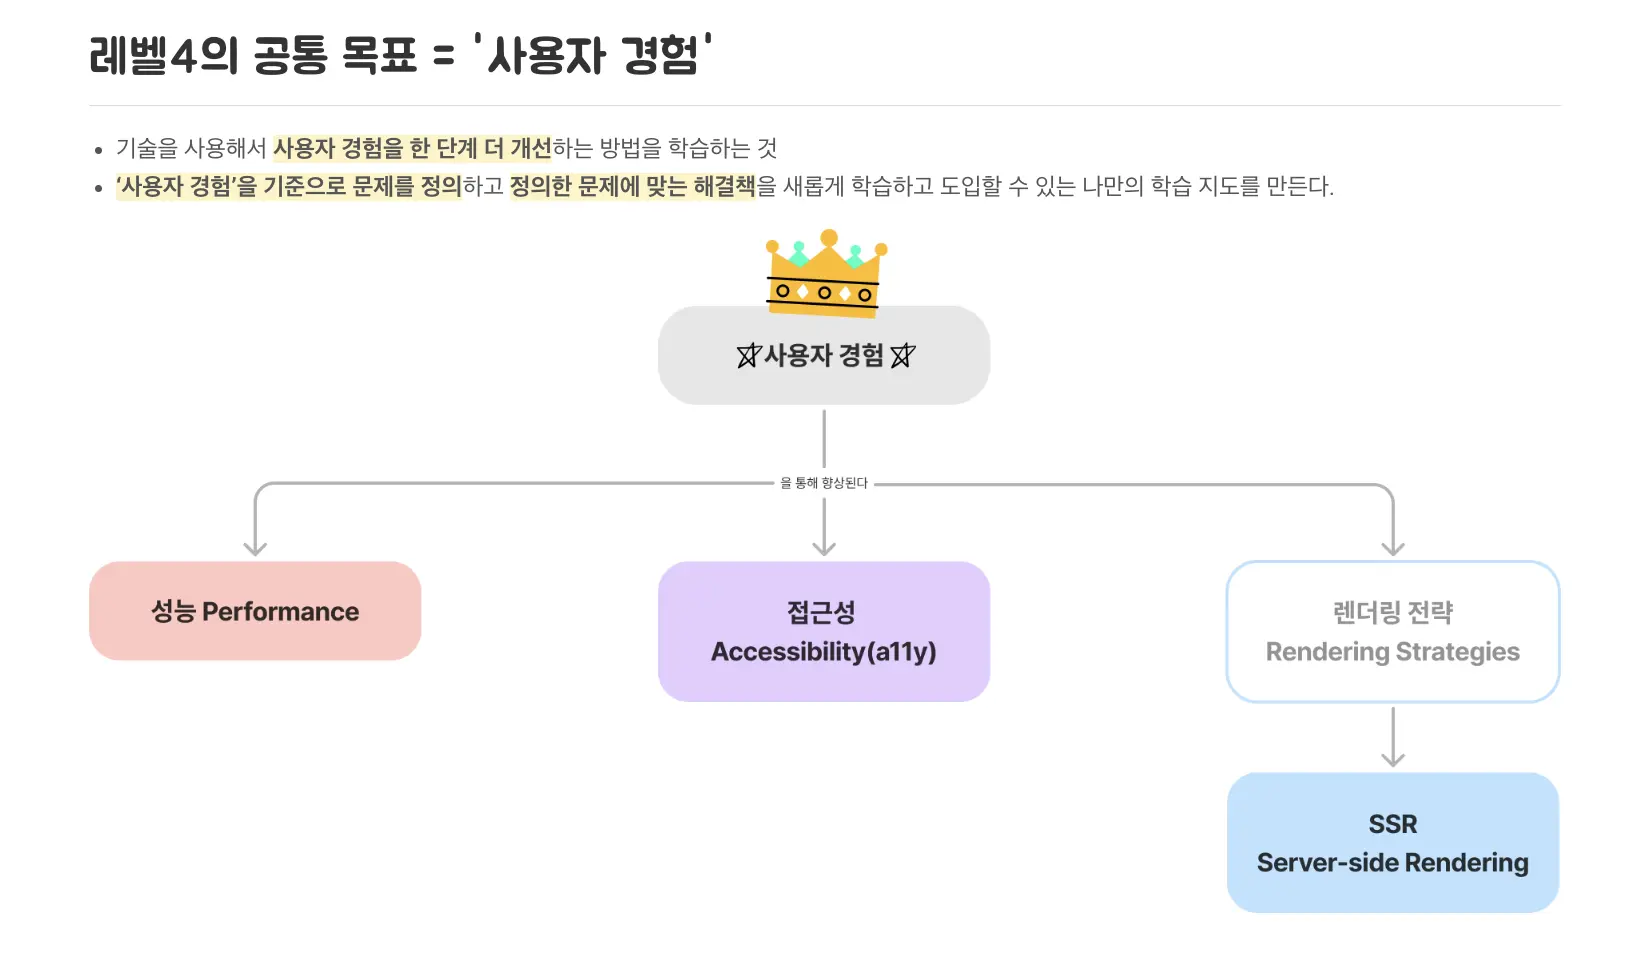 레벨4의 공통 목표 = '사용자 경험'
• 기술을 사용해서 사용자 경험을 한 단계 더 개선하는 방법을 학습하는 것
• ‘사용자 경험’을 기준으로 문제를 정의하고 정의한 문제에 맞는 해결책을 새롭게 학습하고 도입할 수 있는 나만의 학습 지도를 만든다.
사용자 경험
을 통해 향상된다
성능 Performance
접근성
Accessibility(a11y)
렌더링 전략
Rendering Strategies
SSR
Server-side Rendering